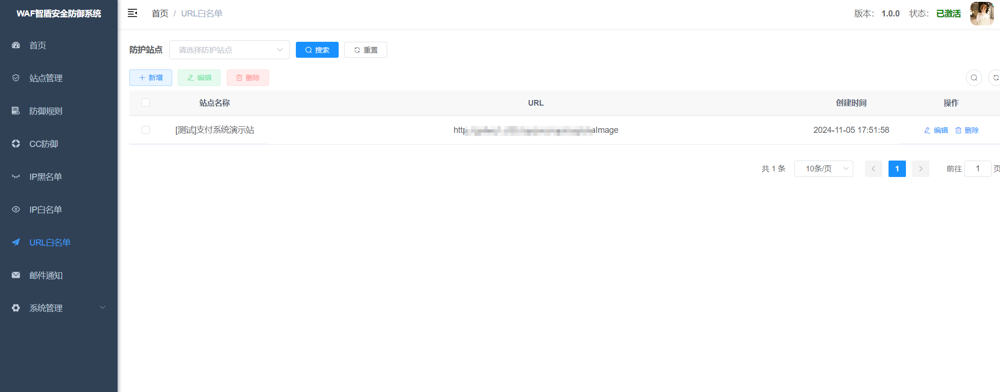 WAF智盾安全防御系统
首页 / URL白名单
版本： 1.0.0 状态： 已激活
首页
站点管理
防御规则
CC防御
IP黑名单
IP白名单
URL白名单
邮件通知
系统管理
防护站点 请选择防护站点 搜索 重置
新增 编辑 删除
站点名称 URL 创建时间 操作
[测试]支付系统演示站 http aImage 2024-11-05 17:51:58 编辑 删除
共 1 条 10条/页 1 前往 1 页